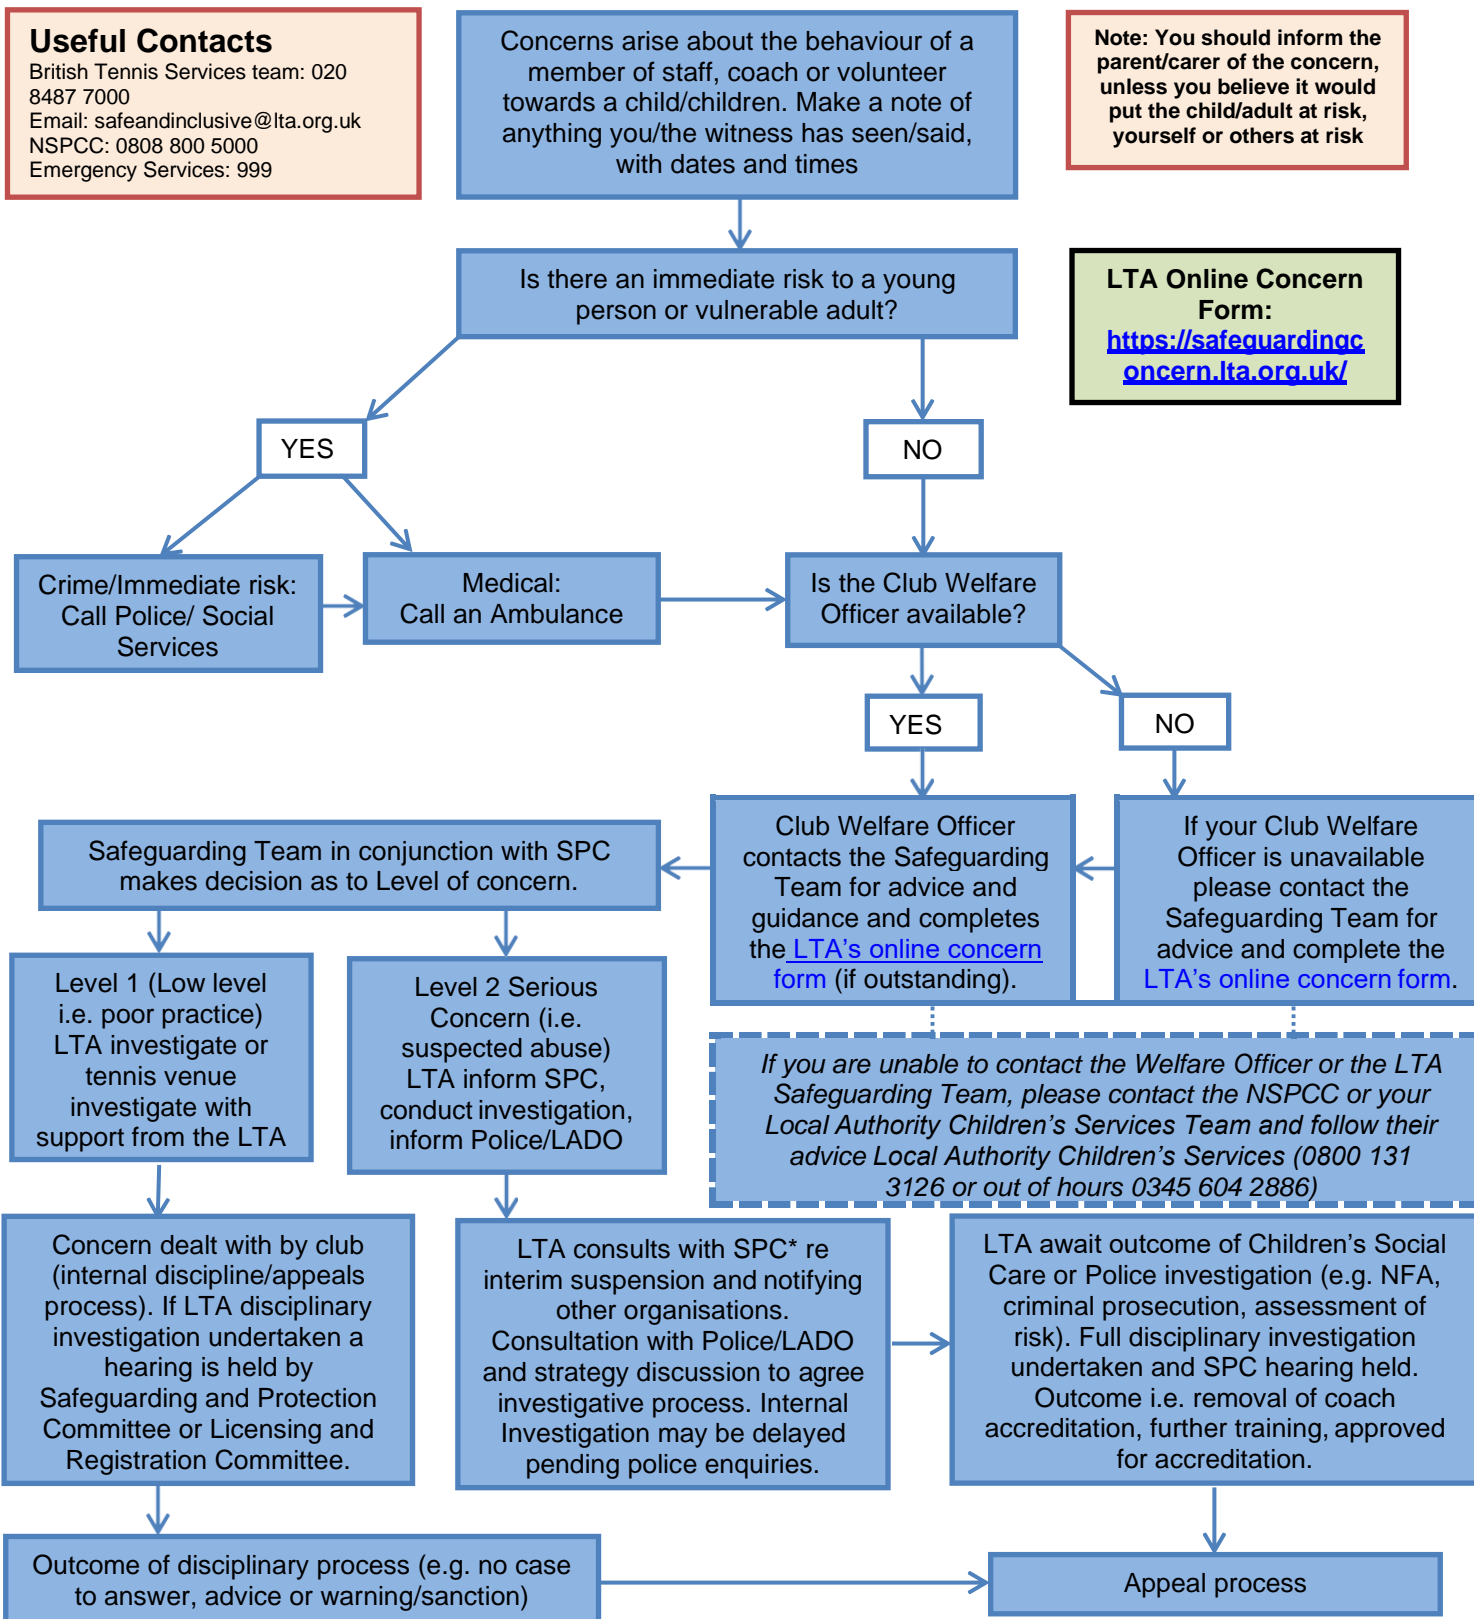 Useful Contacts
British Tennis Services team: 020
8487 7000
Email: safeandinclusive@lta.org.uk
NSPCC: 0808 800 5000
Emergency Services: 999
Concerns arise about the behaviour of a
member of staff, coach or volunteer
towards a child/children. Make a note of
anything you/the witness has seen/said,
with dates and times
Note: You should inform the
parent/carer of the concern,
unless you believe it would
put the child/adult at risk,
yourself or others at risk
Is there an immediate risk to a young
person or vulnerable adult?
LTA Online Concern
Form:
https://safeguardingc
oncern.lta.org.uk/
YES
NO
Crime/Immediate risk:
Call Police/ Social
Services
Medical:
Call an Ambulance
Is the Club Welfare
Officer available?
YES
NO
Safeguarding Team in conjunction with SPC
makes decision as to Level of concern.
Club Welfare Officer
contacts the Safeguarding
Team for advice and
guidance and completes
the LTA's online concern
form (if outstanding).
If your Club Welfare
Officer is unavailable
please contact the
Safeguarding Team for
advice and complete the
LTA's online concern form.
Level 1 (Low level
i.e. poor practice)
LTA investigate or
tennis venue
investigate with
support from the LTA
Level 2 Serious
Concern (i.e.
suspected abuse)
LTA inform SPC,
conduct investigation,
inform Police/LADO
If you are unable to contact the Welfare Officer or the LTA
Safeguarding Team, please contact the NSPCC or your
Local Authority Children's Services Team and follow their
advice Local Authority Children's Services (0800 131
3126 or out of hours 0345 604 2886)
Concern dealt with by club
(internal discipline/appeals
process). If LTA disciplinary
investigation undertaken a
hearing is held by
Safeguarding and Protection
Committee or Licensing and
Registration Committee.
LTA consults with SPC* re
interim suspension and notifying
other organisations.
Consultation with Police/LADO
and strategy discussion to agree
investigative process. Internal
Investigation may be delayed
pending police enquiries.
LTA await outcome of Children's Social
Care or Police investigation (e.g. NFA,
criminal prosecution, assessment of
risk). Full disciplinary investigation
undertaken and SPC hearing held.
Outcome i.e. removal of coach
accreditation, further training, approved
for accreditation.
Outcome of disciplinary process (e.g. no case
to answer, advice or warning/sanction)
Appeal process